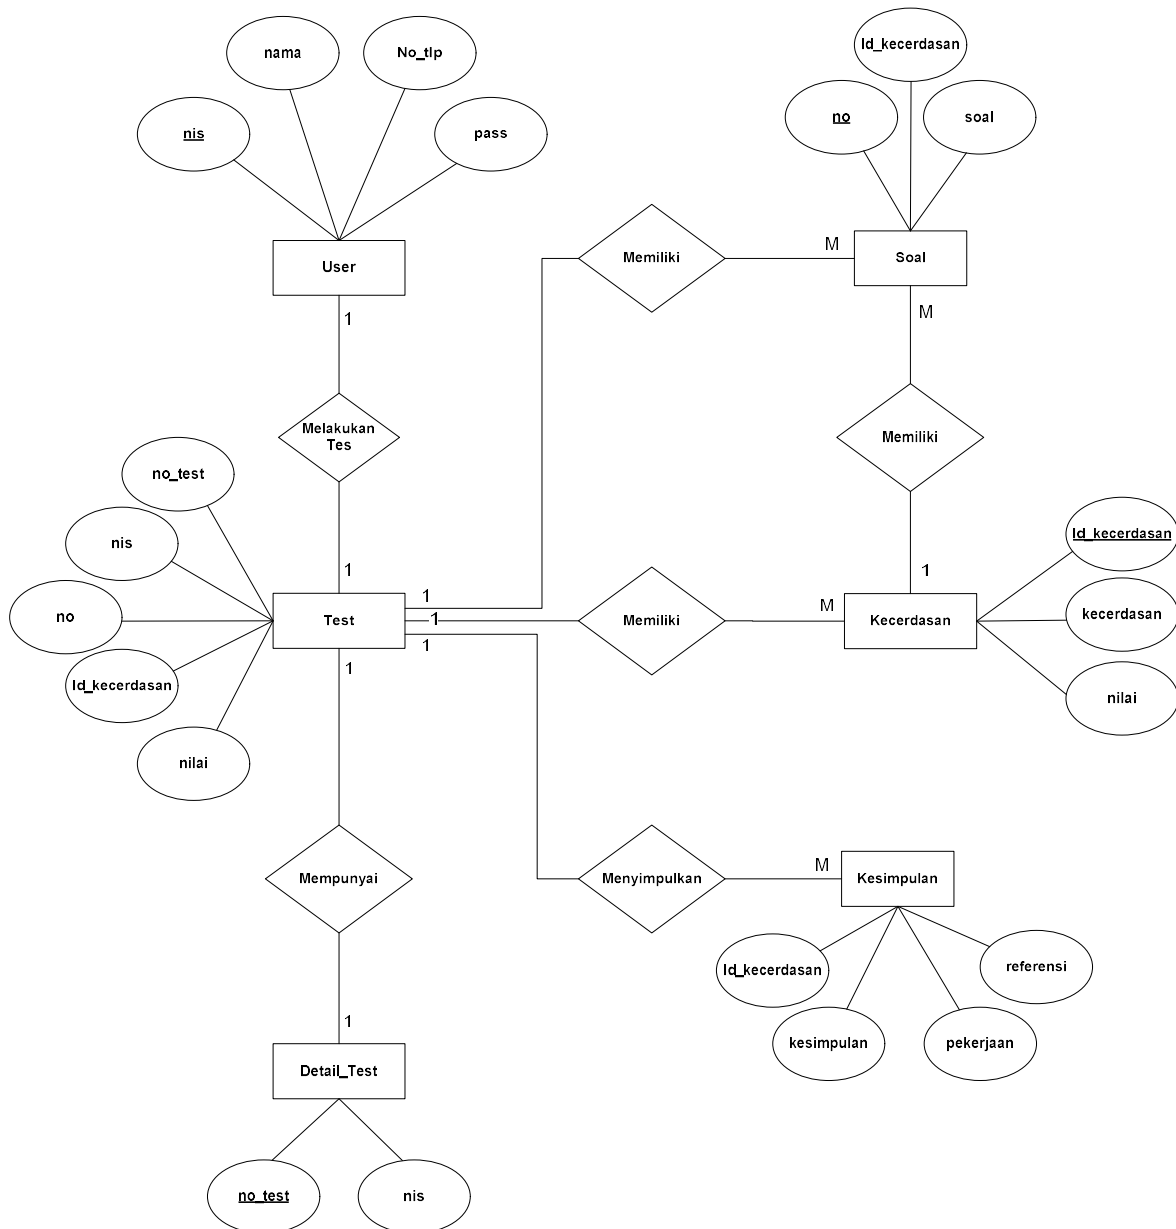 Id_kecerdasan
nama
No_tlp
no
soal
nis
pass
User
Memiliki
M
Soal
1
M
Melakukan
Tes
Memiliki
no_test
nis
Id_kecerdasan
1
1
1
M
no
Test
1
Memiliki
Kecerdasan
kecerdasan
1
1
Id_kecerdasan
nilai
nilai
Mempunyai
Menyimpulkan
M
Kesimpulan
Id_kecerdasan
referensi
kesimpulan
pekerjaan
1
Detail_Test
no_test
nis